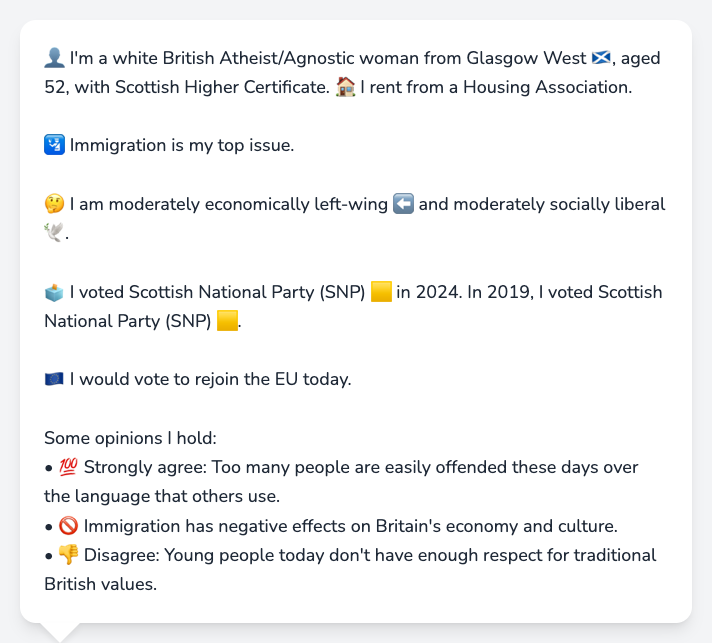 👤 I'm a white British Atheist/Agnostic woman from Glasgow West 🏴󠁧󠁢󠁳󠁣󠁴󠁿, aged
52, with Scottish Higher Certificate. 🏠 I rent from a Housing Association.
🛂 Immigration is my top issue.
🤔 I am moderately economically left-wing ⬅️ and moderately socially liberal
🕊️.
🗳️ I voted Scottish National Party (SNP) 🟨 in 2024. In 2019, I voted Scottish
National Party (SNP) 🟨.
🇪🇺 I would vote to rejoin the EU today.
Some opinions I hold:
• 💯 Strongly agree: Too many people are easily offended these days over
the language that others use.
• 🚫 Immigration has negative effects on Britain's economy and culture.
• 👎 Disagree: Young people today don't have enough respect for traditional
British values.